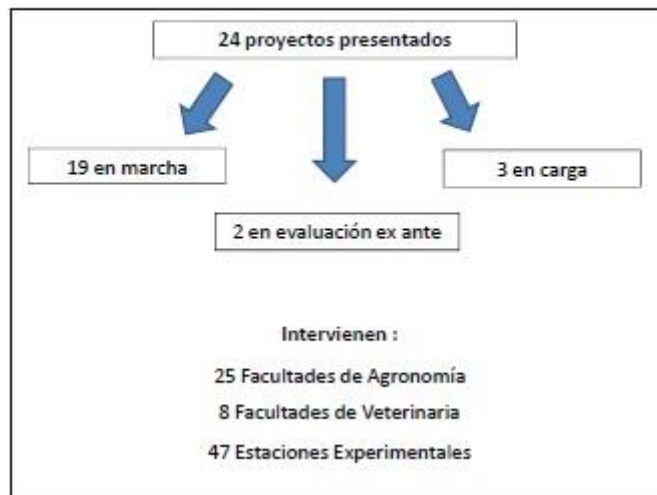 24 proyectos presentados
19 en marcha
3 en carga
2 en evaluación ex ante
Intervienen :
25 Facultades de Agronomía
8 Facultades de Veterinaria
47 Estaciones Experimentales